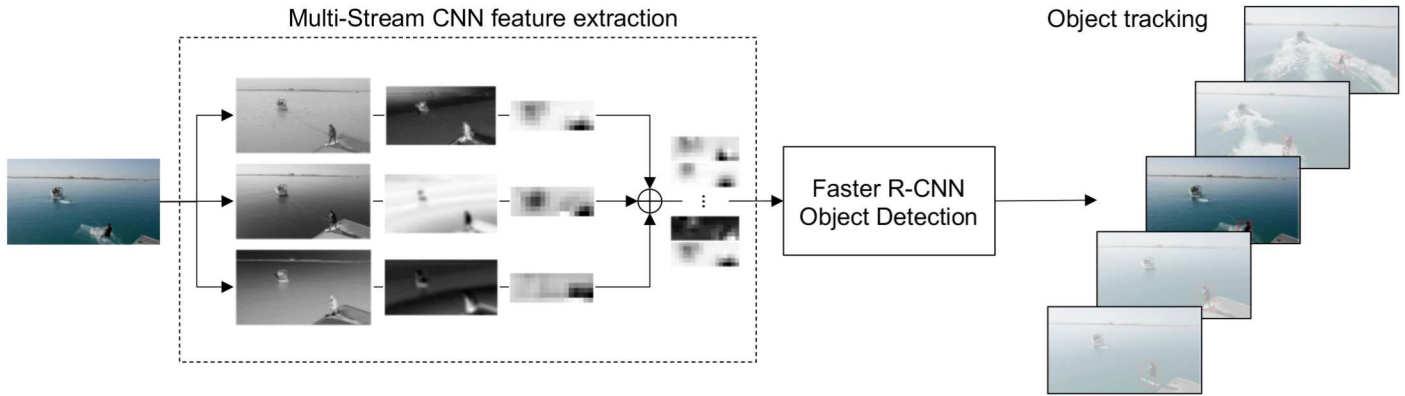 Multi-Stream CNN feature extraction
Object tracking
Faster R-CNN
Object Detection